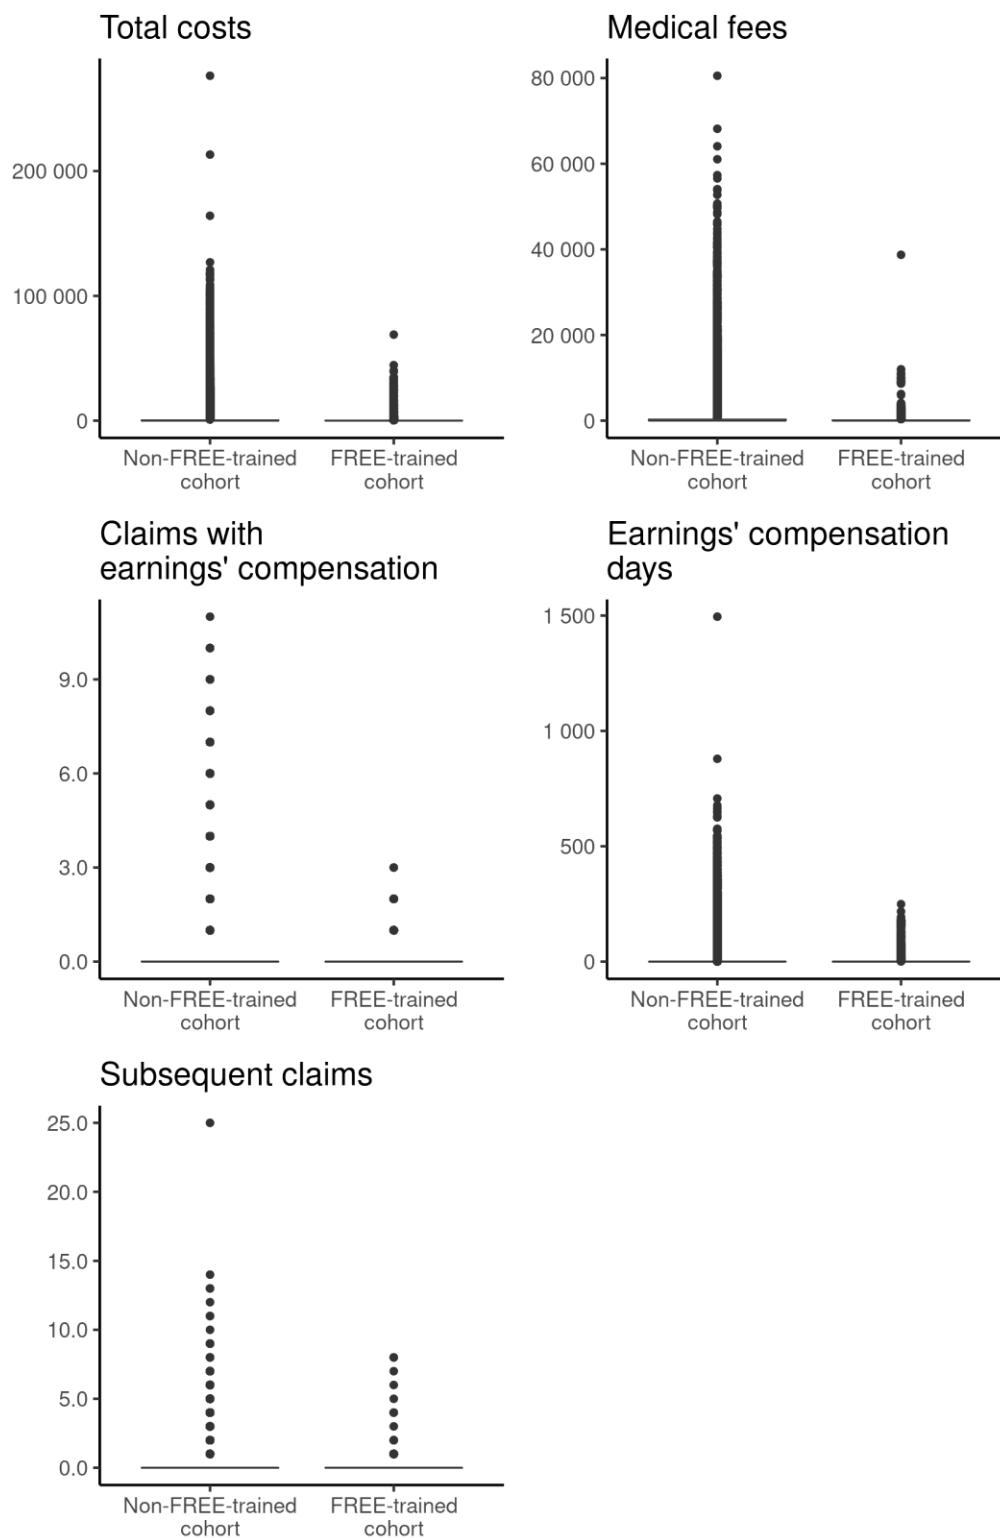 Total costs
200 000
100 000
0
Non-FREE-trained
cohort
FREE-trained
cohort
Medical fees
80 000
60 000
40 000
20 000
0
Non-FREE-trained
cohort
FREE-trained
cohort
Claims with
earnings' compensation
9.0
6.0
3.0
0.0
Non-FREE-trained
cohort
FREE-trained
cohort
Earnings' compensation
days
1 500
1 000
500
0
Non-FREE-trained
cohort
FREE-trained
cohort
Subsequent claims
25.0
20.0
15.0
10.0
5.0
0.0
Non-FREE-trained
cohort
FREE-trained
cohort